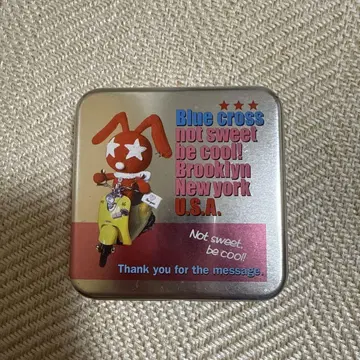 Blue cross
not sweet
be cool!
Brooklyn
New york
U.S.A.
Not sweet,
be cool!
Thank you for the message.